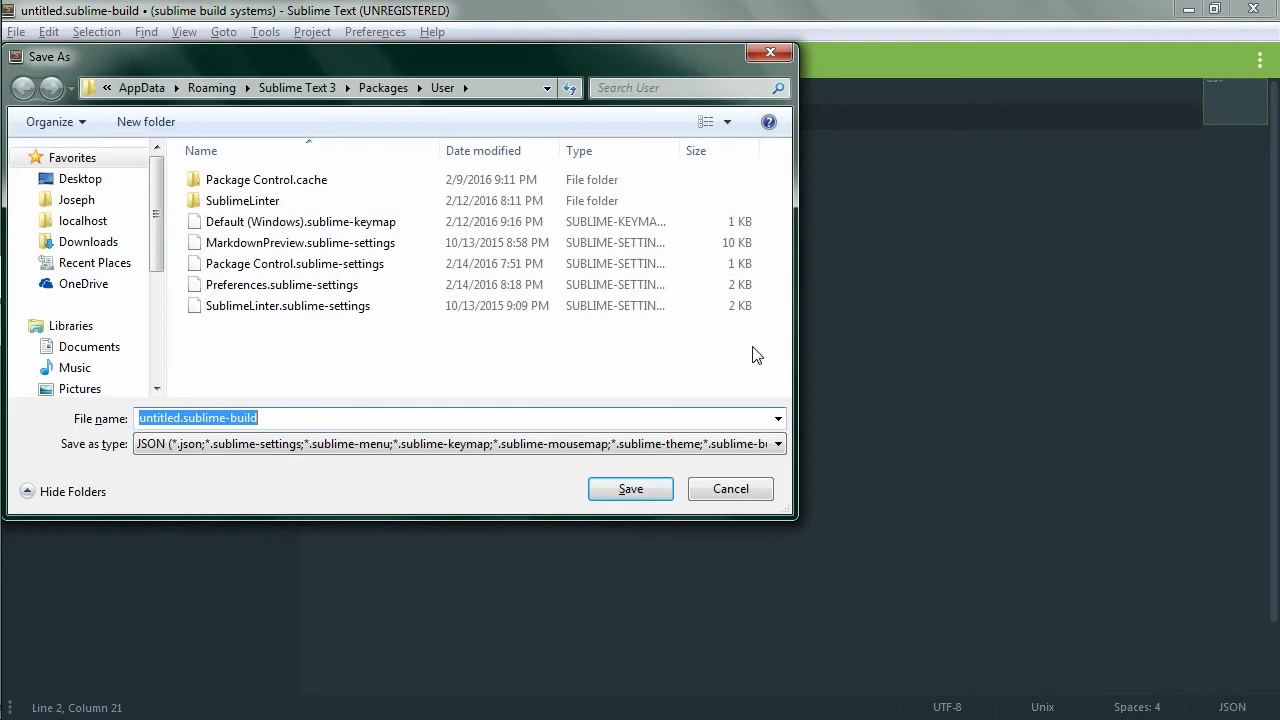 untitled.sublime-build • (sublime build systems) - Sublime Text (UNREGISTERED)
File Edit Selection Find View Goto Tools Project Preferences Help
Save As
« AppData Roaming Sublime Text 3 Packages User Search User
Organize New folder
Name Date modified Type Size
Favorites
Desktop
Joseph
localhost
Downloads
Recent Places
OneDrive
Libraries
Documents
Music
Pictures
Package Control.cache 2/9/2016 9:11 PM File folder
SublimeLinter 2/12/2016 8:11 PM File folder
Default (Windows).sublime-keymap 2/12/2016 9:16 PM SUBLIME-KEYMA... 1 KB
MarkdownPreview.sublime-settings 10/13/2015 8:58 PM SUBLIME-SETTIN... 10 KB
Package Control.sublime-settings 2/14/2016 7:51 PM SUBLIME-SETTIN... 1 KB
Preferences.sublime-settings 2/14/2016 8:18 PM SUBLIME-SETTIN... 2 KB
SublimeLinter.sublime-settings 10/13/2015 9:09 PM SUBLIME-SETTIN... 2 KB
File name: untitled.sublime-build
Save as type: JSON (*.json;*.sublime-settings;*.sublime-menu;*.sublime-keymap;*.sublime-mousemap;*.sublime-theme;*.sublime-bu
Hide Folders Save Cancel
Line 2, Column 21 UTF-8 Unix Spaces: 4 JSON